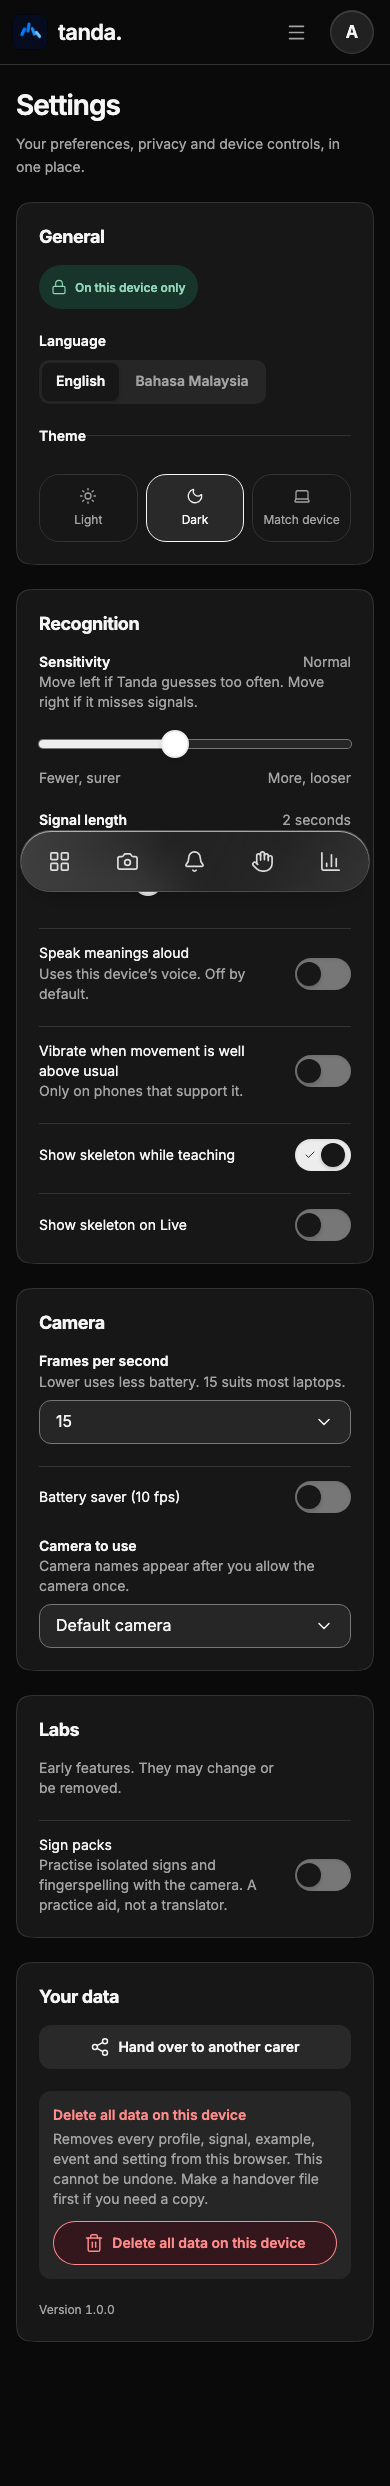 tanda.
A
Settings
Your preferences, privacy and device controls, in
one place.
General
On this device only
Language
English
Bahasa Malaysia
Theme
Light
Dark
Match device
Recognition
Sensitivity
Normal
Move left if Tanda guesses too often. Move
right if it misses signals.
Fewer, surer
More, looser
Signal length
2 seconds
Speak meanings aloud
Uses this device’s voice. Off by
default.
Vibrate when movement is well
above usual
Only on phones that support it.
Show skeleton while teaching
Show skeleton on Live
Camera
Frames per second
Lower uses less battery. 15 suits most laptops.
15
Battery saver (10 fps)
Camera to use
Camera names appear after you allow the
camera once.
Default camera
Labs
Early features. They may change or
be removed.
Sign packs
Practise isolated signs and
fingerspelling with the camera. A
practice aid, not a translator.
Your data
Hand over to another carer
Delete all data on this device
Removes every profile, signal, example,
event and setting from this browser. This
cannot be undone. Make a handover file
first if you need a copy.
Delete all data on this device
Version 1.0.0